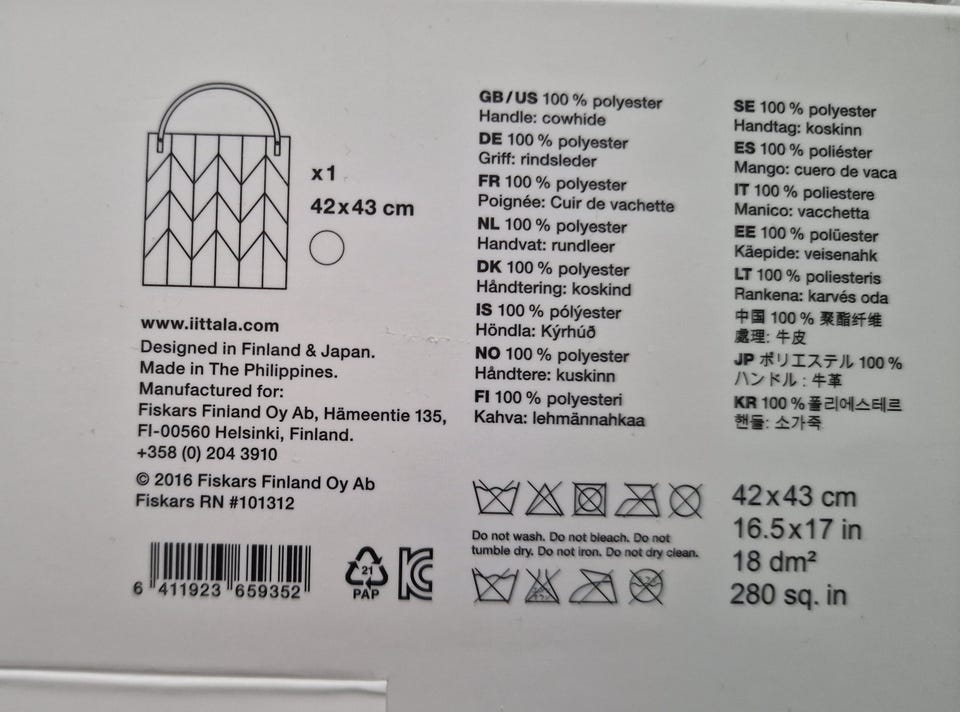 x1
42x43 cm
www.iittala.com
Designed in Finland & Japan.
Made in The Philippines.
Manufactured for:
Fiskars Finland Oy Ab, Hämeentie 135,
FI-00560 Helsinki, Finland.
+358 (0) 204 3910
© 2016 Fiskars Finland Oy Ab
Fiskars RN #101312
6 411923 659352
21
PAP
GB/US 100 % polyester
Handle: cowhide
DE 100 % polyester
Griff: rindsleder
FR 100 % polyester
Poignée: Cuir de vachette
NL 100 % polyester
Handvat: rundleer
DK 100 % polyester
Håndtering: koskind
IS 100 % pólýester
Höndla: Kýrhúð
NO 100 % polyester
Håndtere: kuskinn
FI 100 % polyesteri
Kahva: lehmännahkaa
SE 100 % polyester
Handtag: koskinn
ES 100 % poliéster
Mango: cuero de vaca
IT 100 % poliestere
Manico: vacchetta
EE 100 % polüester
Käepide: veisenahk
LT 100 % poliesteris
Rankena: karvės oda
中国 100 % 聚酯纤维
處理: 牛皮
JP ポリエステル 100 %
ハンドル : 牛革
KR 100 % 폴리에스테르
핸들: 소가죽
Do not wash. Do not bleach. Do not
tumble dry. Do not iron. Do not dry clean.
42x43 cm
16.5x17 in
18 dm²
280 sq. in